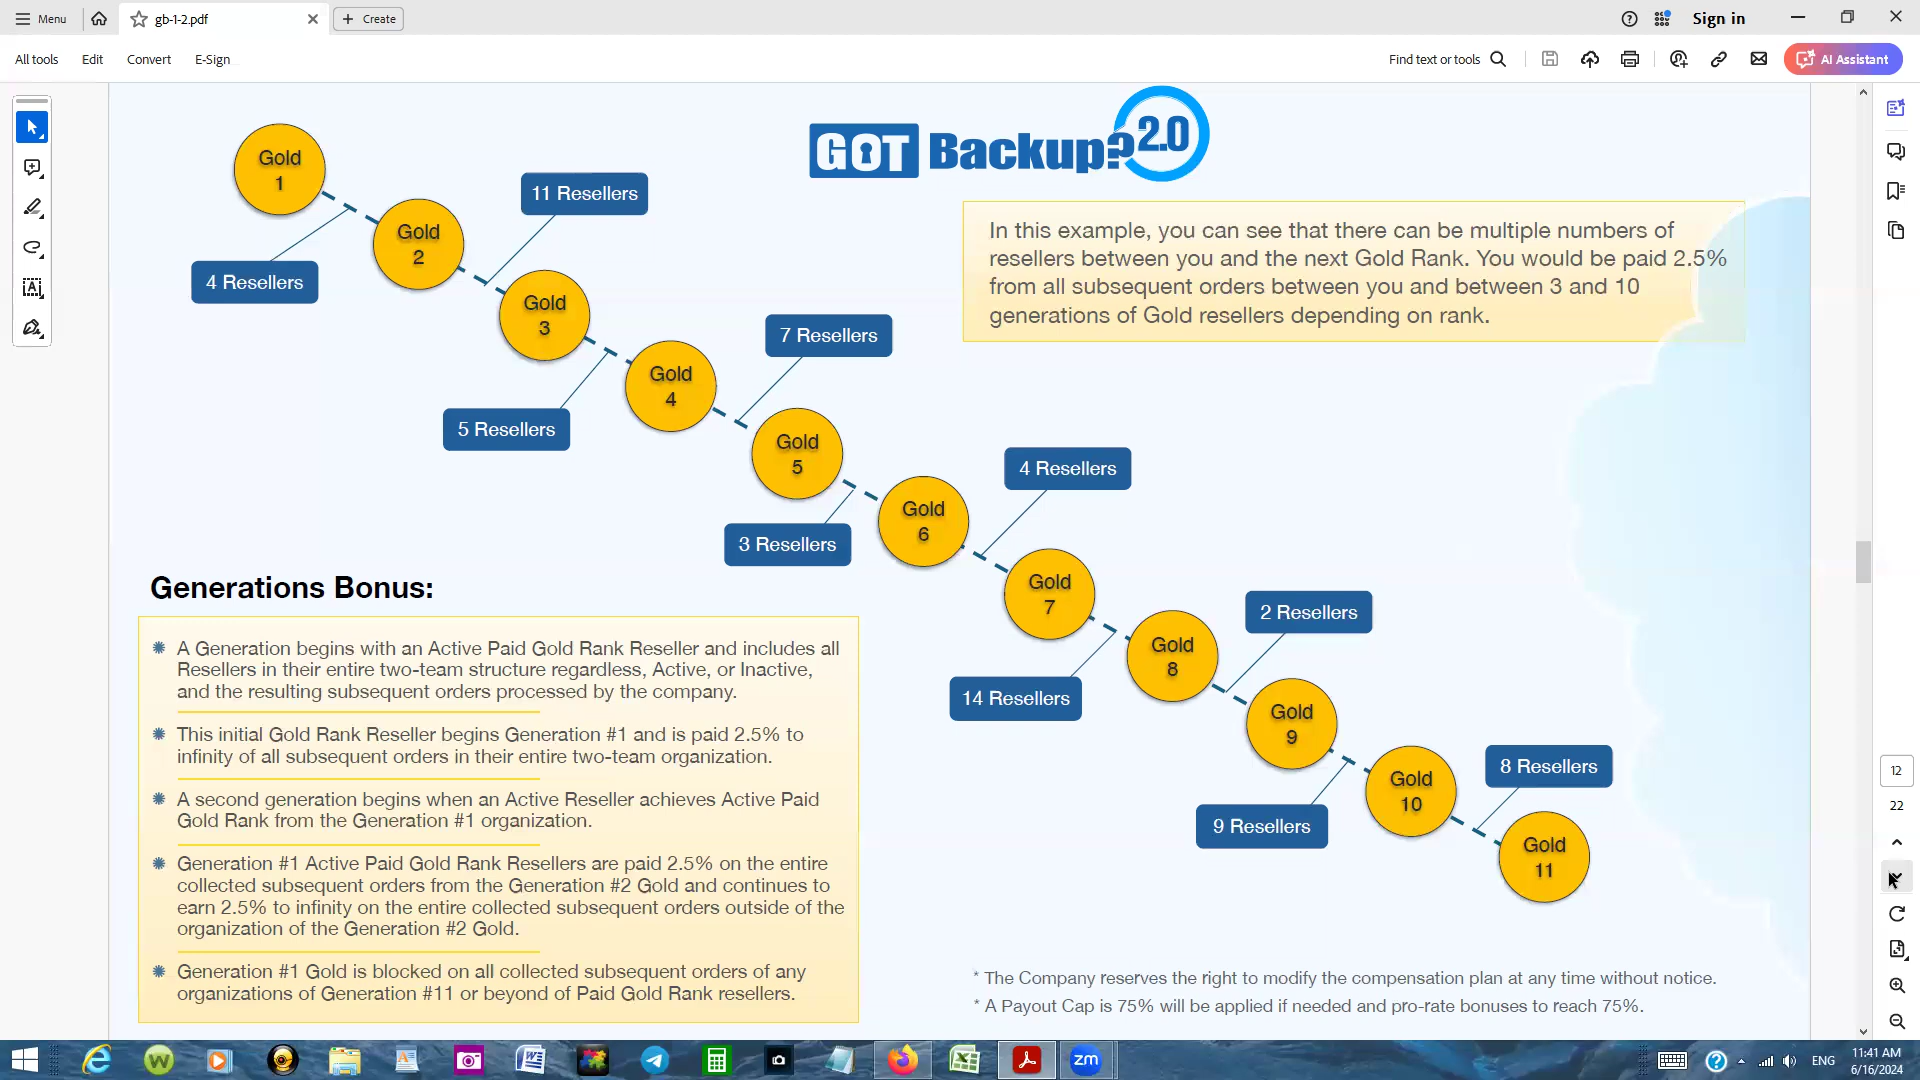 Menu
gb-1-2.pdf
Create
Sign in
All tools
Edit
Convert
E-Sign
Find text or tools
AI Assistant
GOT Backup? 2.0
Gold
1
4 Resellers
Gold
2
11 Resellers
Gold
3
5 Resellers
Gold
4
7 Resellers
Gold
5
3 Resellers
Gold
6
4 Resellers
Gold
7
14 Resellers
Gold
8
2 Resellers
Gold
9
9 Resellers
Gold
10
8 Resellers
Gold
11
In this example, you can see that there can be multiple numbers of
resellers between you and the next Gold Rank. You would be paid 2.5%
from all subsequent orders between you and between 3 and 10
generations of Gold resellers depending on rank.
Generations Bonus:
A Generation begins with an Active Paid Gold Rank Reseller and includes all
Resellers in their entire two-team structure regardless, Active, or Inactive,
and the resulting subsequent orders processed by the company.
This initial Gold Rank Reseller begins Generation #1 and is paid 2.5% to
infinity of all subsequent orders in their entire two-team organization.
A second generation begins when an Active Reseller achieves Active Paid
Gold Rank from the Generation #1 organization.
Generation #1 Active Paid Gold Rank Resellers are paid 2.5% on the entire
collected subsequent orders from the Generation #2 Gold and continues to
earn 2.5% to infinity on the entire collected subsequent orders outside of the
organization of the Generation #2 Gold.
Generation #1 Gold is blocked on all collected subsequent orders of any
organizations of Generation #11 or beyond of Paid Gold Rank resellers.
* The Company reserves the right to modify the compensation plan at any time without notice.
* A Payout Cap is 75% will be applied if needed and pro-rate bonuses to reach 75%.
12
22
zm
ENG
11:41 AM
6/16/2024